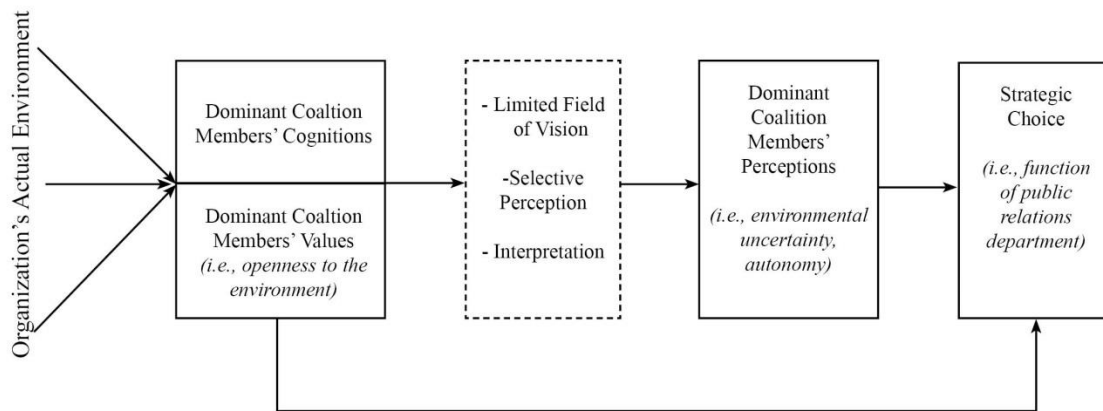 Organization's Actual Environment
Dominant Coaltion
Members' Cognitions
Dominant Coaltion
Members' Values
(i.e., openness to the
environment)
- Limited Field
of Vision
-Selective
Perception
- Interpretation
Dominant
Coalition
Members'
Perceptions
(i.e., environmental
uncertainty,
autonomy)
Strategic
Choice
(i.e., function
of public
relations
department)